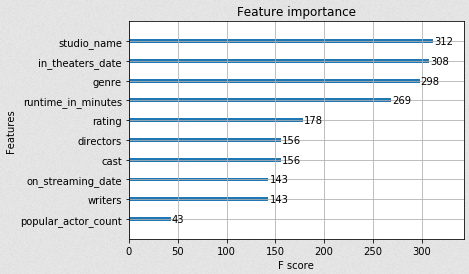 Feature importance
studio_name 312
in_theaters_date 308
genre 298
runtime_in_minutes 269
rating 178
directors 156
cast 156
on_streaming_date 143
writers 143
popular_actor_count 43
Features
0 50 100 150 200 250 300
F score